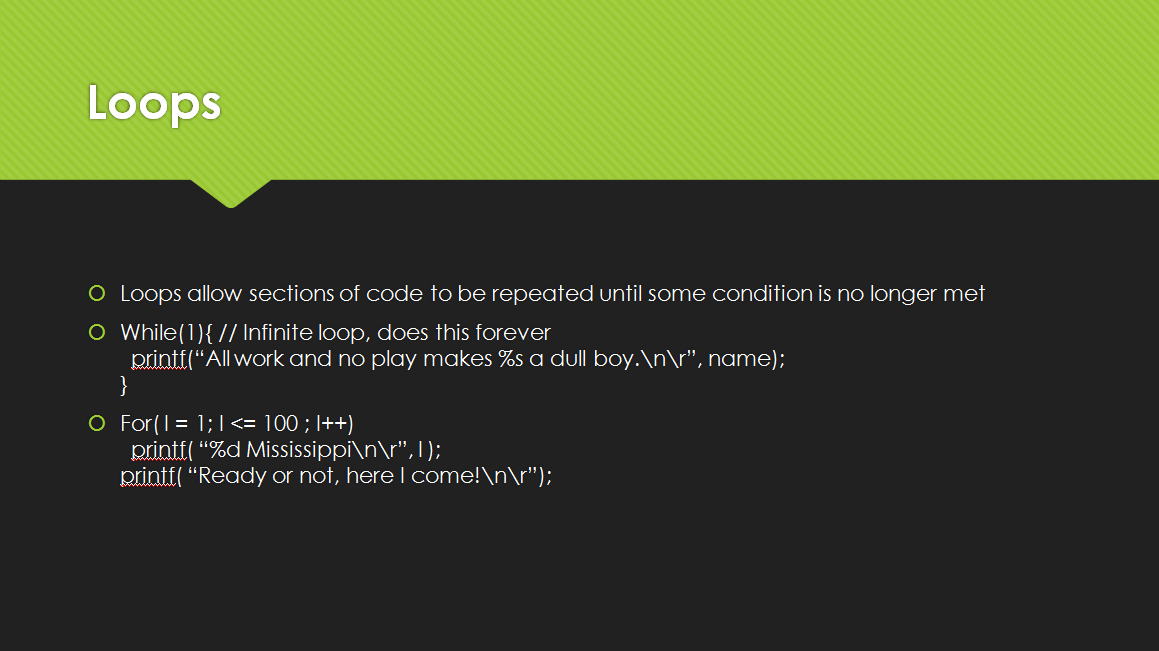 Loops
Loops allow sections of code to be repeated until some condition is no longer met
While(1){ // Infinite loop, does this forever
printf(“All work and no play makes %s a dull boy.\n\r”, name);
}
For( I = 1; I <= 100 ; I++)
printf( “%d Mississippi\n\r”, I );
printf( “Ready or not, here I come!\n\r”);